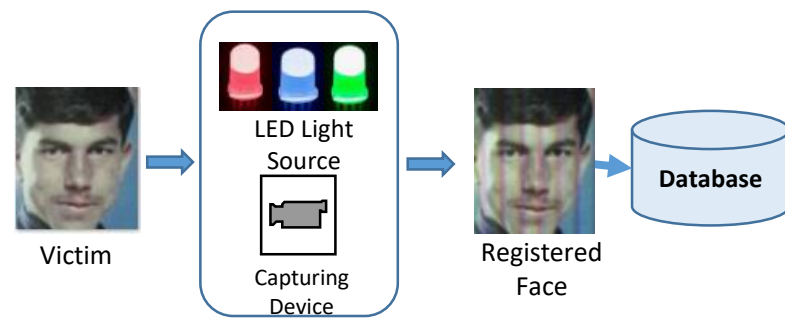 Victim
LED Light
Source
Capturing
Device
Registered
Face
Database